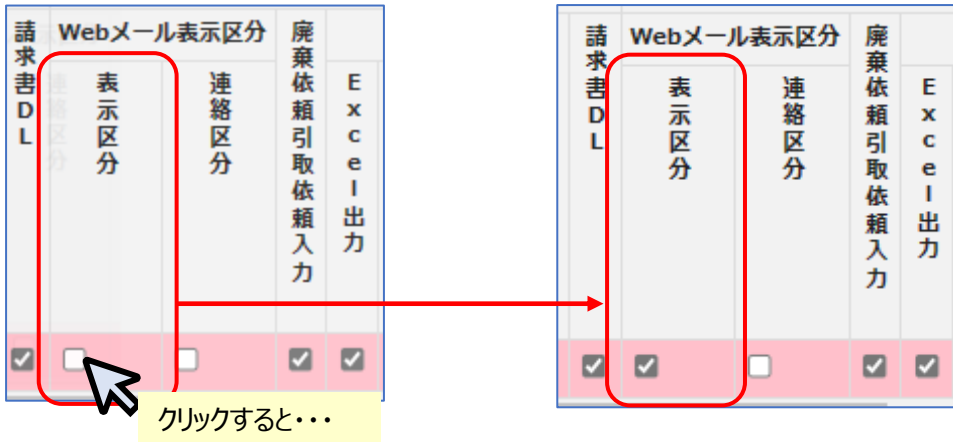 請求書DL
Webメール表示区分
表示区分
連絡区分
廃棄依頼引取依頼入力
Excel出力
連絡区分
クリックすると・・・
請求書DL
Webメール表示区分
表示区分
連絡区分
廃棄依頼引取依頼入力
Excel出力